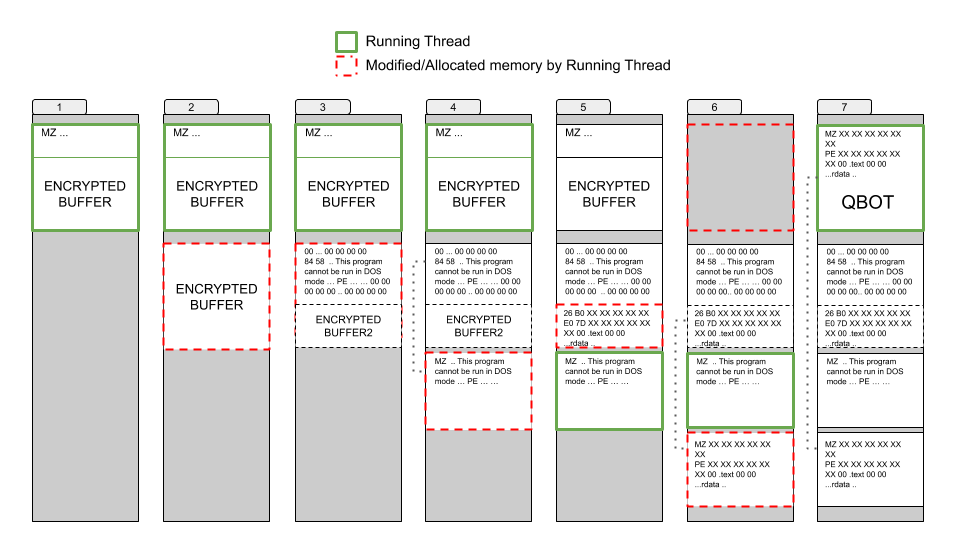 Running Thread
Modified/Allocated memory by Running Thread
1
MZ ...
ENCRYPTED
BUFFER
2
MZ ...
ENCRYPTED
BUFFER
ENCRYPTED
BUFFER
3
MZ ...
ENCRYPTED
BUFFER
00 ... 00 00 00 00
84 58 .. This program
cannot be run in DOS
mode ... PE ... ... 00 00
00 00 00 .. 00 00 00 00
ENCRYPTED
BUFFER2
4
MZ ...
ENCRYPTED
BUFFER
00 ... 00 00 00 00
84 58 .. This program
cannot be run in DOS
mode ... PE ... ... 00 00
00 00 00 .. 00 00 00 00
ENCRYPTED
BUFFER2
MZ .. This program
cannot be run in DOS
mode ... PE ... ...
5
MZ ...
ENCRYPTED
BUFFER
00 ... 00 00 00 00
84 58 .. This program
cannot be run in DOS
mode ... PE ... ... 00 00
00 00 00 .. 00 00 00 00
26 B0 XX XX XX XX XX
E0 7D XX XX XX XX XX
XX 00 .text 00 00
...rdata ..
MZ .. This program
cannot be run in DOS
mode ... PE ... ...
6
00 ... 00 00 00 00
84 58 .. This program
cannot be run in DOS
mode ... PE ... ... 00 00
00 00 00.. 00 00 00 00
26 B0 XX XX XX XX XX
E0 7D XX XX XX XX XX
XX 00 .text 00 00
...rdata ..
MZ .. This program
cannot be run in DOS
mode ... PE ... ...
MZ XX XX XX XX XX
XX
PE XX XX XX XX XX
XX 00 .text 00 00
...rdata ..
7
MZ XX XX XX XX XX
XX
PE XX XX XX XX XX
XX 00 .text 00 00
...rdata ..
QBOT
00 ... 00 00 00 00
84 58 .. This program
cannot be run in DOS
mode ... PE ... ... 00 00
00 00 00.. 00 00 00 00
26 B0 XX XX XX XX XX
E0 7D XX XX XX XX XX
XX 00 .text 00 00
...rdata ..
MZ .. This program
cannot be run in DOS
mode ... PE ... ...
MZ XX XX XX XX XX
XX
PE XX XX XX XX XX
XX 00 .text 00 00
...rdata ..